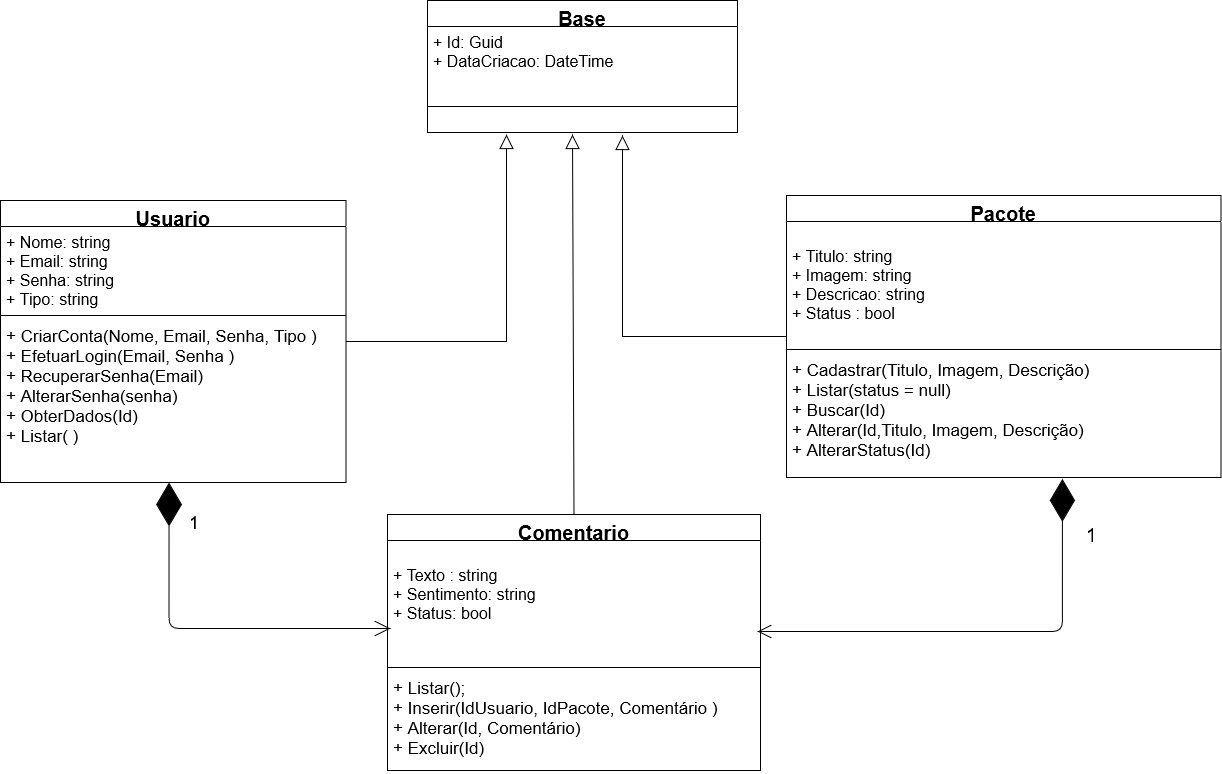 Base
+ Id: Guid
+ DataCriacao: DateTime
Usuario
+ Nome: string
+ Email: string
+ Senha: string
+ Tipo: string
+ CriarConta(Nome, Email, Senha, Tipo )
+ EfetuarLogin(Email, Senha )
+ RecuperarSenha(Email)
+ AlterarSenha(senha)
+ ObterDados(Id)
+ Listar( )
1
Pacote
+ Titulo: string
+ Imagem: string
+ Descricao: string
+ Status : bool
+ Cadastrar(Titulo, Imagem, Descrição)
+ Listar(status = null)
+ Buscar(Id)
+ Alterar(Id,Titulo, Imagem, Descrição)
+ AlterarStatus(Id)
1
Comentario
+ Texto : string
+ Sentimento: string
+ Status: bool
+ Listar();
+ Inserir(IdUsuario, IdPacote, Comentário )
+ Alterar(Id, Comentário)
+ Excluir(Id)